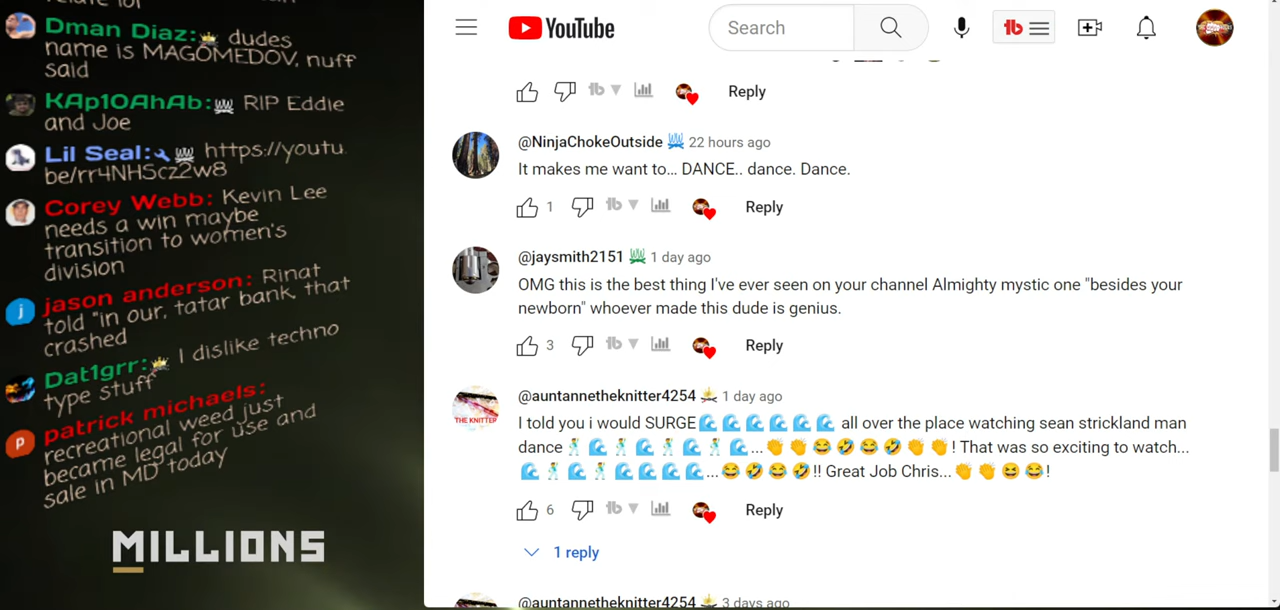 Dman Diaz: dudes
name is MAGOMEDOV, nuff
said
KAp1OAhAb: RIP Eddie
and Joe
Lil Seal: https://youtu.
be/rr4NHScz2w8
Corey Webb: Kevin Lee
needs a win maybe
transition to women's
division
jason anderson: Rinat
told "in our, tatar bank, that
crashed
Dat1grr: I dislike techno
type stuff
patrick michaels:
recreational weed just
became legal for use and
sale in MD today
MILLIONS
YouTube
Search
tb
tb
Reply
@NinjaChokeOutside 22 hours ago
It makes me want to... DANCE.. dance. Dance.
1 tb Reply
@jaysmith2151 1 day ago
OMG this is the best thing I've ever seen on your channel Almighty mystic one "besides your
newborn" whoever made this dude is genius.
3 tb Reply
@auntannetheknitter4254 1 day ago
THE KNITTER
I told you i would SURGE🌊🌊🌊🌊🌊🌊 all over the place watching sean strickland man
dance🕺🌊🕺🌊🕺🌊🕺🌊...👏👏😂🤣😂🤣👏👏! That was so exciting to watch...
🌊🕺🌊🕺🌊🌊🌊🌊...😂🤣😂🤣!! Great Job Chris...👏👏😆😂!
6 tb Reply
1 reply
@auntannetheknitter4254 3 days ago